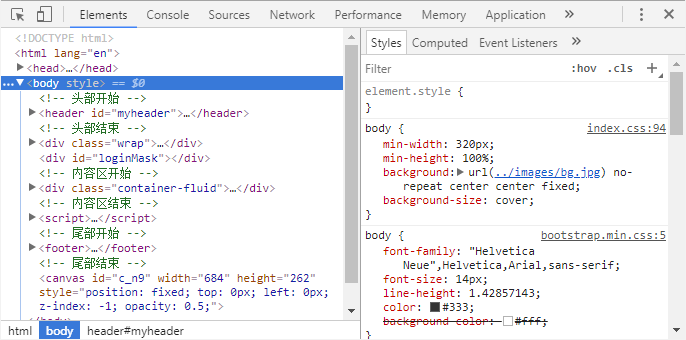 Elements Console Sources Network Performance Memory Application »
<!DOCTYPE html>
<html lang="en">
<head>…</head>
<body style> == $0
<!-- 头部开始 -->
<header id="myheader">…</header>
<!-- 头部结束 -->
<div class="wrap">…</div>
<div id="loginMask"></div>
<!-- 内容区开始 -->
<div class="container-fluid">…</div>
<!-- 内容区结束 -->
<script>…</script>
<!-- 尾部开始 -->
<footer>…</footer>
<!-- 尾部结束 -->
<canvas id="c_n9" width="684" height="262"
style="position: fixed; top: 0px; left: 0px;
z-index: -1; opacity: 0.5;">
</body>
html body header#myheader
Styles Computed Event Listeners »
Filter :hov .cls +
element.style {
}
body { index.css:94
min-width: 320px;
min-height: 100%;
background: url(../images/bg.jpg) no-
repeat center center fixed;
background-size: cover;
}
body { bootstrap.min.css:5
font-family: "Helvetica
Neue",Helvetica,Arial,sans-serif;
font-size: 14px;
line-height: 1.42857143;
color: #333;
background-color: #fff;
}